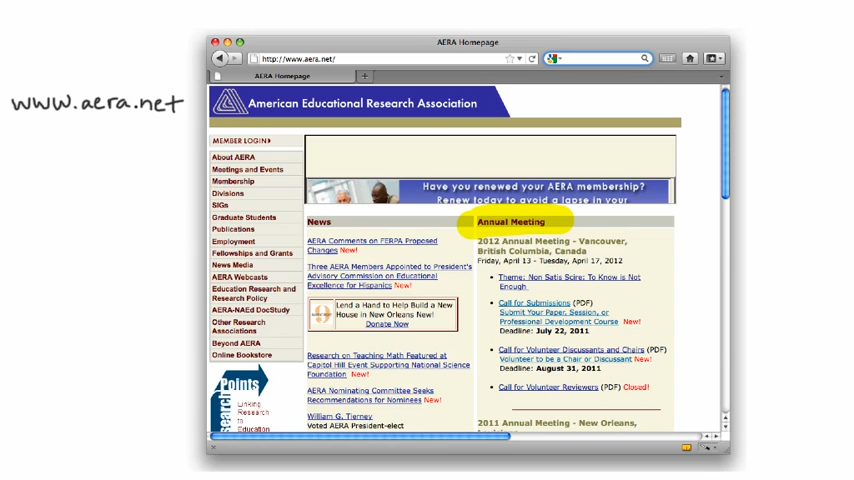 www.aera.net
AERA Homepage
http://www.aera.net/
AERA Homepage
American Educational Research Association
MEMBER LOGIN
About AERA
Meetings and Events
Membership
Divisions
SIGs
Graduate Students
Publications
Employment
Fellowships and Grants
News Media
AERA Webcasts
Education Research and
Research Policy
AERA-NAEd DocStudy
Other Research
Associations
Beyond AERA
Online Bookstore
Points
Linking
Research
to
Education
Have you renewed your AERA membership?
Renew today to avoid a lapse in your
News
AERA Comments on FERPA Proposed
Changes New!
Three AERA Members Appointed to President's
Advisory Commission on Educational
Excellence for Hispanics New!
Lend a Hand to Help Build a New
House in New Orleans New!
Donate Now
Research on Teaching Math Featured at
Capitol Hill Event Supporting National Science
Foundation New!
AERA Nominating Committee Seeks
Recommendations for Nominees New!
William G. Tierney
Voted AERA President-elect
Annual Meeting
2012 Annual Meeting - Vancouver,
British Columbia, Canada
Friday, April 13 - Tuesday, April 17, 2012
Theme: Non Satis Scire: To Know is Not
Enough
Call for Submissions (PDF)
Submit Your Paper, Session, or
Professional Development Course New!
Deadline: July 22, 2011
Call for Volunteer Discussants and Chairs (PDF)
Volunteer to be a Chair or Discussant New!
Deadline: August 31, 2011
Call for Volunteer Reviewers (PDF) Closed!
2011 Annual Meeting - New Orleans,